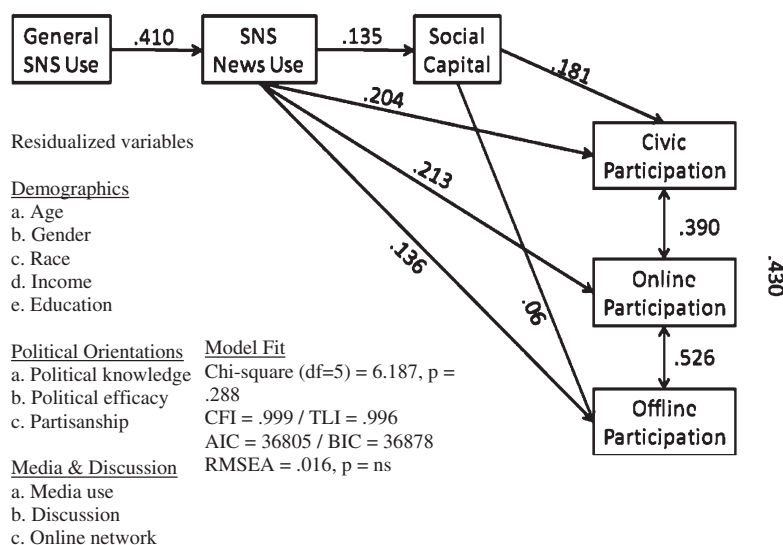 General
SNS Use
.410
SNS
News Use
.135
Social
Capital
.181
.204
Civic
Participation
.213
.136
.06
.390
Online
Participation
.430
.526
Offline
Participation
Residualized variables
Demographics
a. Age
b. Gender
c. Race
d. Income
e. Education
Political Orientations
a. Political knowledge
b. Political efficacy
c. Partisanship
Media & Discussion
a. Media use
b. Discussion
c. Online network
Model Fit
Chi-square (df=5) = 6.187, p =
.288
CFI = .999 / TLI = .996
AIC = 36805 / BIC = 36878
RMSEA = .016, p = ns